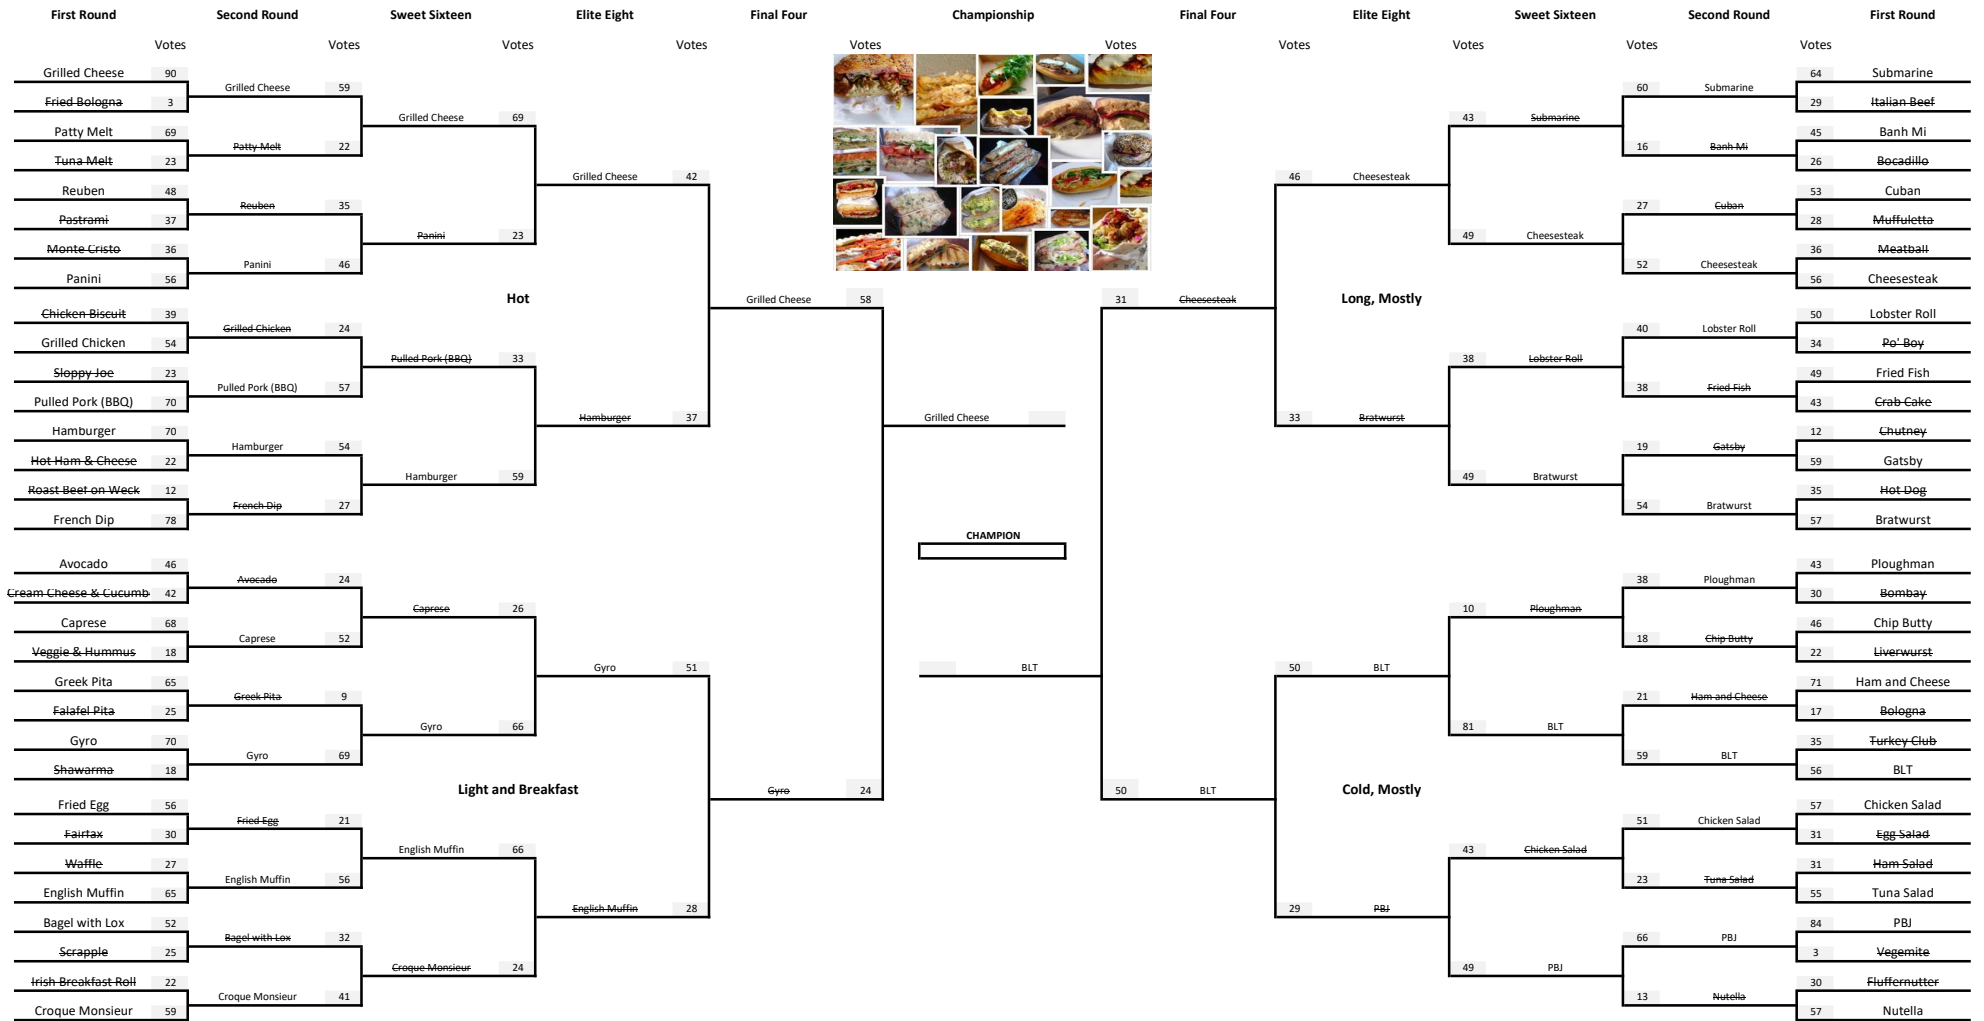 First Round Second Round Sweet Sixteen Elite Eight Final Four Championship Final Four Elite Eight Sweet Sixteen Second Round First Round
Votes Votes Votes Votes Votes Votes Votes Votes Votes Votes
Grilled Cheese 90 64 Submarine
Grilled Cheese 59 60 Submarine
Fried Bologna 3 29 Italian Beef
Grilled Cheese 69 43 Submarine
Patty Melt 69 45 Banh Mi
Patty Melt 22 16 Banh Mi
Tuna Melt 23 26 Bocadillo
Grilled Cheese 42 46 Cheesesteak
Reuben 48 53 Cuban
Reuben 35 27 Cuban
Pastrami 37 28 Muffuletta
Panini 23 49 Cheesesteak
Monte Cristo 36 36 Meatball
Panini 46 52 Cheesesteak
Panini 56 56 Cheesesteak
Hot Grilled Cheese 58 31 Cheesesteak Long, Mostly
Chicken Biscuit 39 50 Lobster Roll
Grilled Chicken 24 40 Lobster Roll
Grilled Chicken 54 34 Po' Boy
Pulled Pork (BBQ) 33 38 Lobster Roll
Sloppy Joe 23 49 Fried Fish
Pulled Pork (BBQ) 57 38 Fried Fish
Pulled Pork (BBQ) 70 43 Crab Cake
Hamburger 37 Grilled Cheese 33 Bratwurst
Hamburger 70 12 Chutney
Hamburger 54 19 Gatsby
Hot Ham & Cheese 22 59 Gatsby
Hamburger 59 49 Bratwurst
Roast Beef on Weck 12 35 Hot Dog
French Dip 27 54 Bratwurst
French Dip 78 57 Bratwurst
CHAMPION
Avocado 46 43 Ploughman
Avocado 24 38 Ploughman
Cream Cheese & Cucumb 42 30 Bombay
Caprese 26 10 Ploughman
Caprese 68 46 Chip Butty
Caprese 52 18 Chip Butty
Veggie & Hummus 18 22 Liverwurst
Gyro 51 BLT 50 BLT
Greek Pita 65 71 Ham and Cheese
Greek Pita 9 21 Ham and Cheese
Falafel Pita 25 17 Bologna
Gyro 66 81 BLT
Gyro 70 35 Turkey Club
Gyro 69 59 BLT
Shawarma 18 56 BLT
Light and Breakfast Gyro 24 50 BLT Cold, Mostly
Fried Egg 56 57 Chicken Salad
Fried Egg 21 51 Chicken Salad
Fairfax 30 31 Egg Salad
English Muffin 66 43 Chicken Salad
Waffle 27 31 Ham Salad
English Muffin 56 23 Tuna Salad
English Muffin 65 55 Tuna Salad
English Muffin 28 29 PBJ
Bagel with Lox 52 84 PBJ
Bagel with Lox 32 66 PBJ
Scrapple 25 3 Vegemite
Croque Monsieur 24 49 PBJ
Irish Breakfast Roll 22 30 Fluffernutter
Croque Monsieur 41 13 Nutella
Croque Monsieur 59 57 Nutella